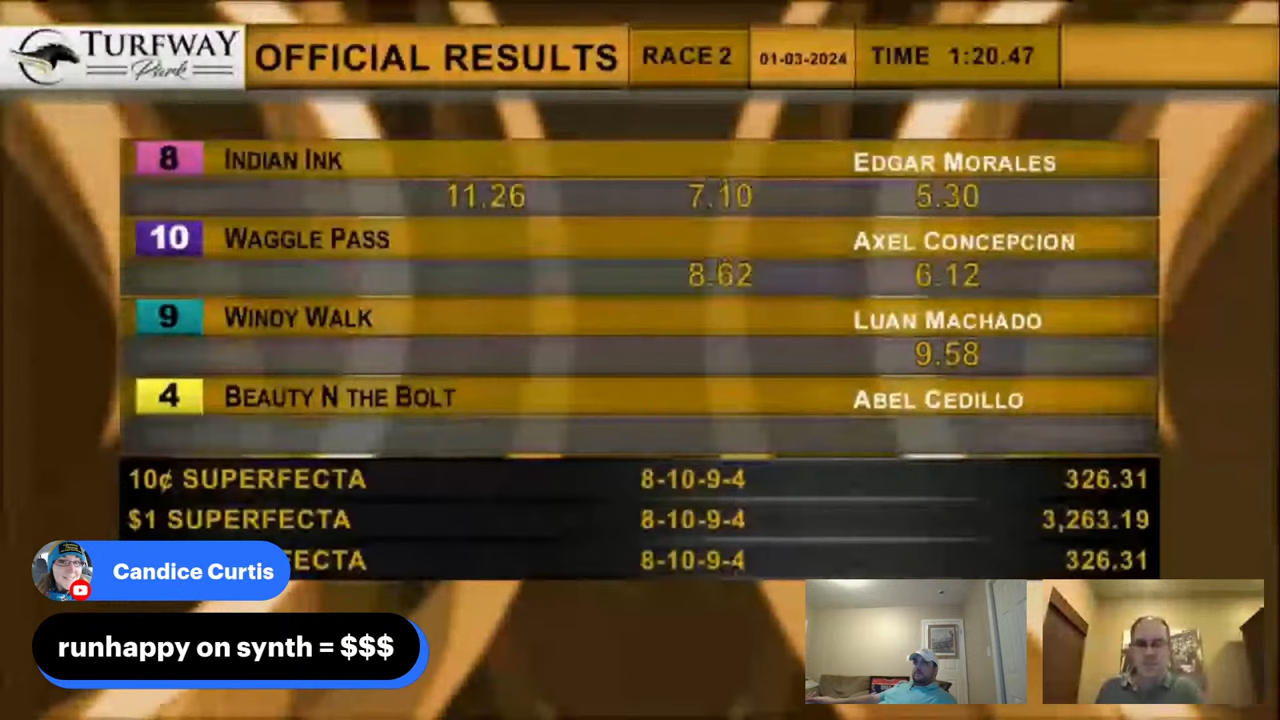 TURFWAY
Park
OFFICIAL RESULTS
RACE 2
01-03-2024
TIME 1:20.47
8 INDIAN INK EDGAR MORALES
11.26 7.10 5.30
10 WAGGLE PASS AXEL CONCEPCION
8.62 6.12
9 WINDY WALK LUAN MACHADO
9.58
4 BEAUTY N THE BOLT ABEL CEDILLO
10¢ SUPERFECTA 8-10-9-4 326.31
$1 SUPERFECTA 8-10-9-4 3,263.19
FECTA 8-10-9-4 326.31
Candice Curtis
runhappy on synth = $$$